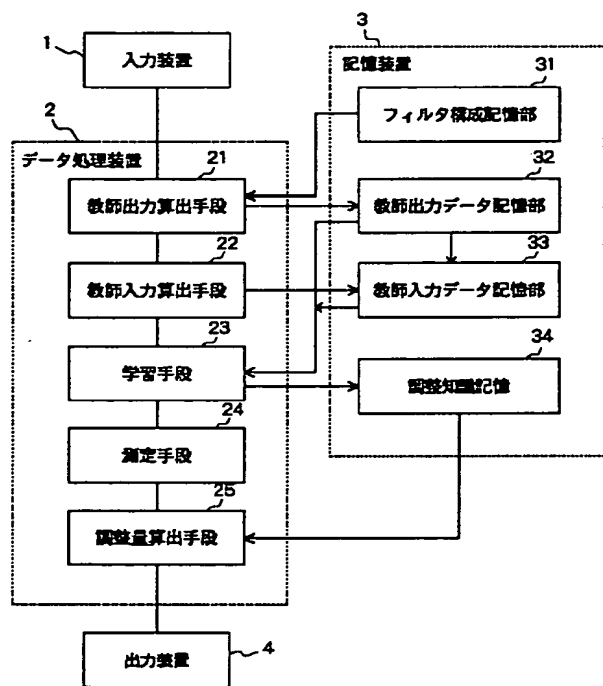 1
入力装置
2
データ処理装置
21
教師出力算出手段
22
教師入力算出手段
23
学習手段
24
測定手段
25
調整量算出手段
出力装置
4
3
記憶装置
31
フィルタ構成記憶部
32
教師出力データ記憶部
33
教師入力データ記憶部
34
調整知識記憶